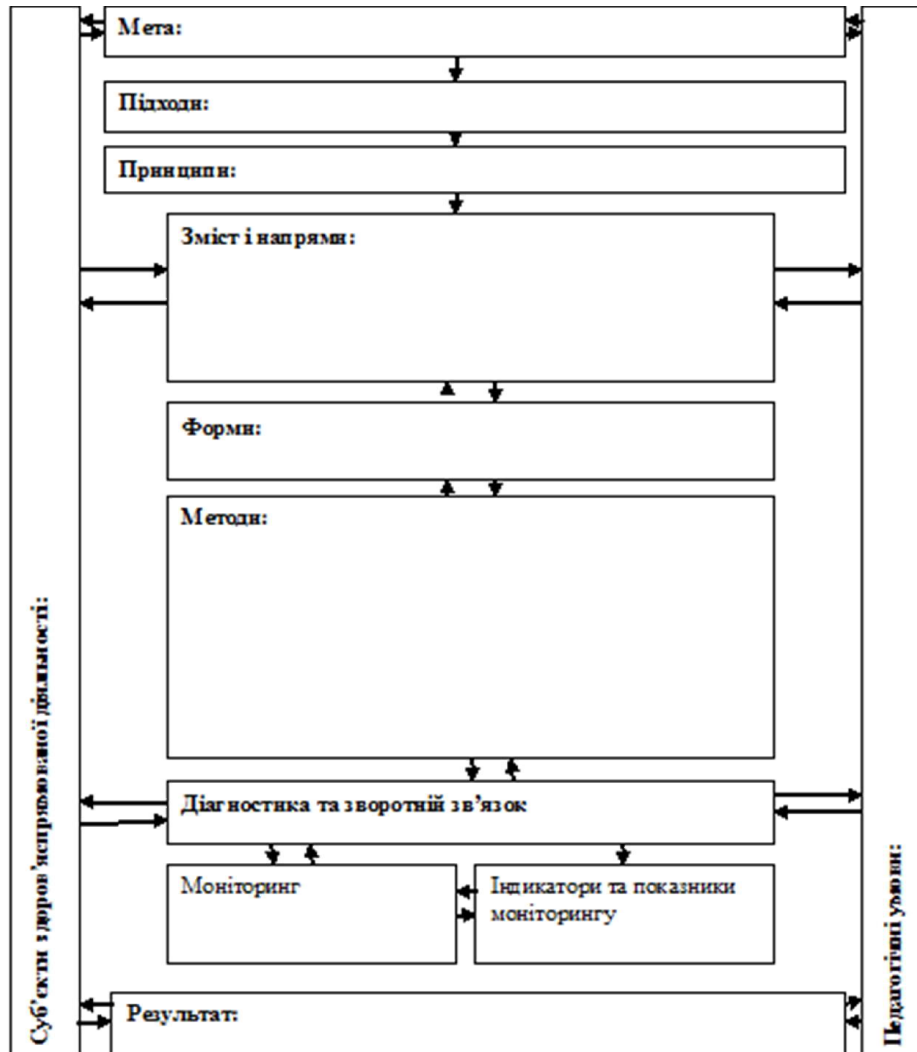 Мета:
Підходи:
Принципи:
Зміст і напрями:
Форми:
Методи:
Діагностика та зворотній зв’язок
Моніторинг
Індикатори та показники
моніторингу
Результат:
Суб’єкти здоров’яспрямованої діяльності:
Педагогічні умови: